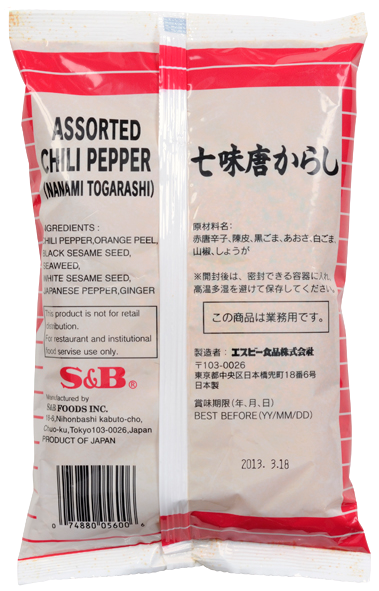 ASSORTED
CHILI PEPPER
(NANAMI TOGARASHI)
AGREDIENTS :
CHILI PEPPER,ORANGE PEEL,
BLACK SESAME SEED,
SEAWEED,
WHITE SESAME SEED,
JAPANESE PEPPER,GINGER
This product is not for retail
For restaurant and institutional
food servise use only.
S&B®
Manufactured by
S&B FOODS INC.
18-6,Nihonbashi kabuto-cho,
Chuo-ku,Tokyo103-0026,Japan
PRODUCT OF JAPAN
0 74880 05600 4
七味唐からし
原材料名:
赤唐辛子、陳皮、黒ごま、あおさ、白ごま、
山椒、しょうが
※開封後は、密封できる容器に入れ、
高温多湿を避けて保存してください。
この商品は業務用です。
製造者:エスビー食品株式会社
〒103-0026
東京都中央区日本橋兜町18番6号
日本製
賞味期限(年、月、日)
BEST BEFORE(YY/MM/DD)
2013. 3.18